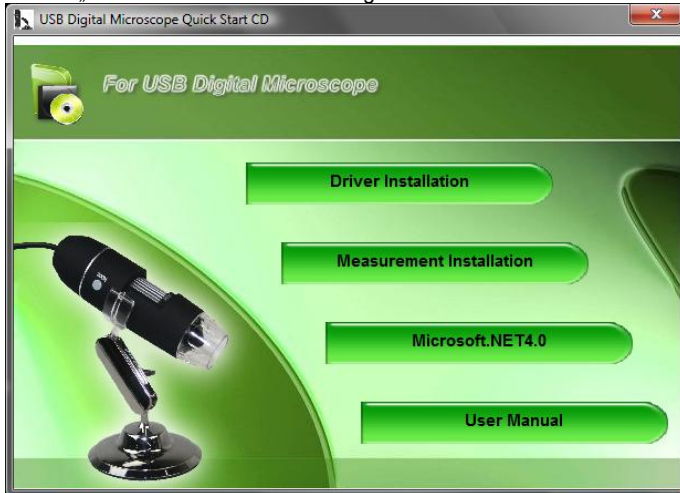 USB Digital Microscope Quick Start CD
For USB Digital Microscope
Driver Installation
Measurement Installation
Microsoft.NET4.0
User Manual